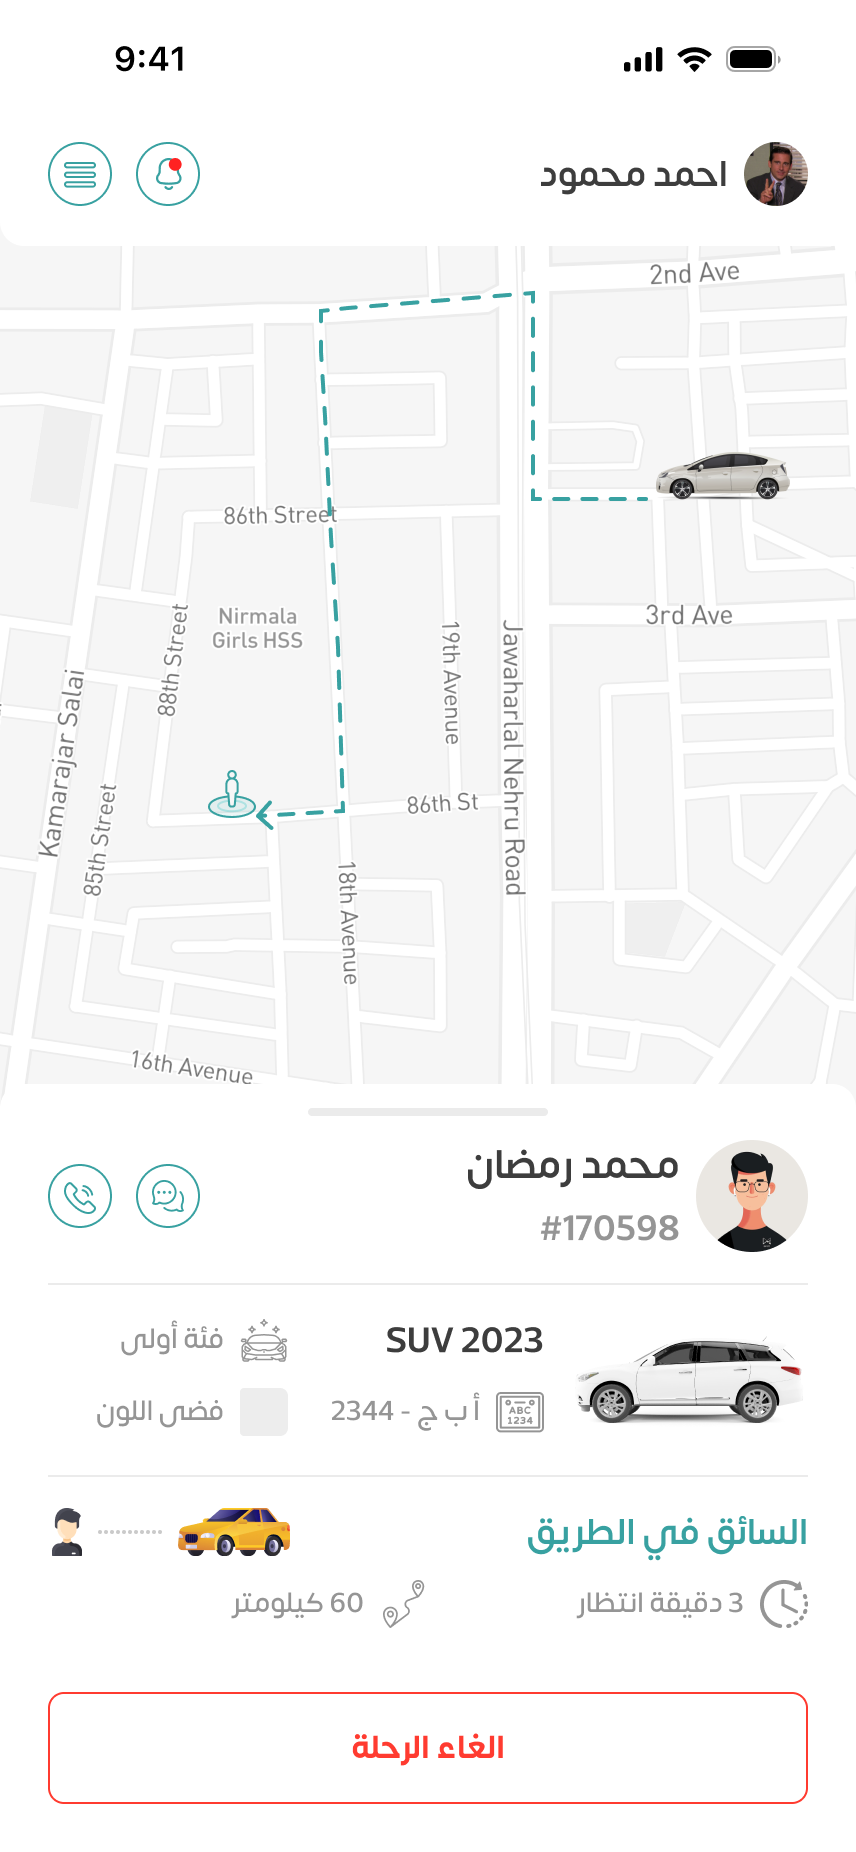 9:41
احمد محمود
2nd Ave
86th Street
Nirmala
Girls HSS
3rd Ave
88th Street
19th Avenue
Jawaharlal Nehru Road
Kamarajar Salai
85th Street
86th St
18th Avenue
16th Avenue
محمد رمضان
#170598
SUV 2023
فئة أولى
أ ب ج - 2344
ABC
1234
فضى اللون
السائق في الطريق
3 دقيقة انتظار
60 كيلومتر
الغاء الرحلة